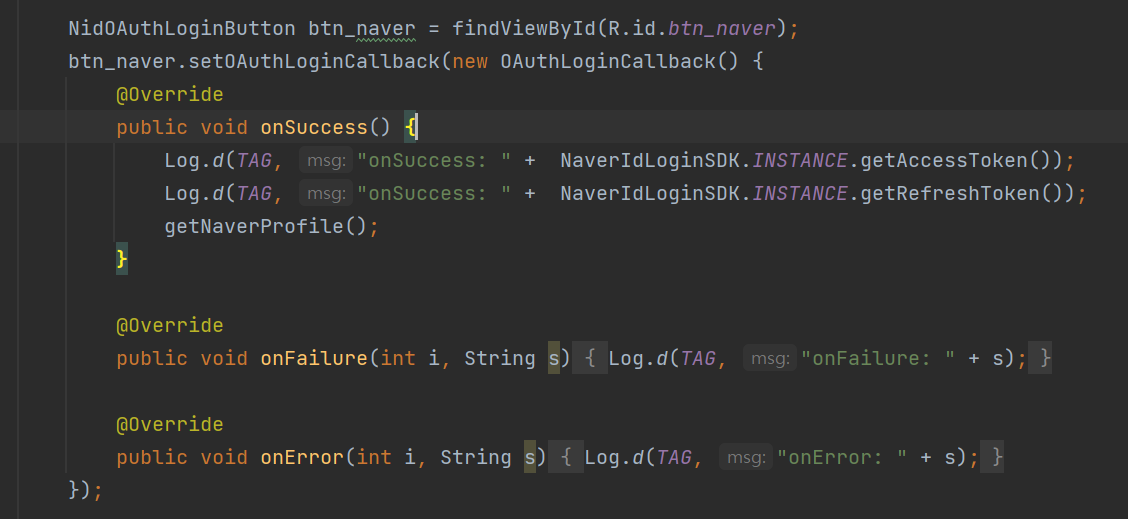 NidOAuthLoginButton btn_naver = findViewById(R.id.btn_naver);
btn_naver.setOAuthLoginCallback(new OAuthLoginCallback() {
@Override
public void onSuccess() {
Log.d(TAG, msg: "onSuccess: " + NaverIdLoginSDK.INSTANCE.getAccessToken());
Log.d(TAG, msg: "onSuccess: " + NaverIdLoginSDK.INSTANCE.getRefreshToken());
getNaverProfile();
}
@Override
public void onFailure(int i, String s) { Log.d(TAG, msg: "onFailure: " + s); }
@Override
public void onError(int i, String s) { Log.d(TAG, msg: "onError: " + s); }
});